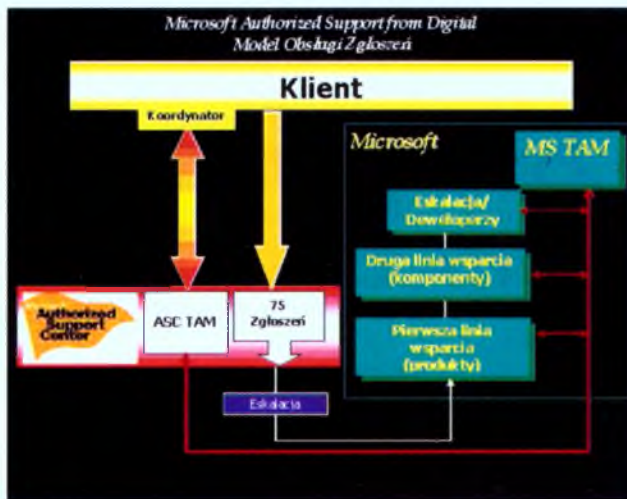 Microsoft Authorized Support from Digital
Model Obsługi Zgłoszeń
Klient
Koordynator
Microsoft
MS TAM
Eskalacja/
Deweloperzy
Druga linia wsparcia
(komponenty)
Pierwsza linia
wsparcia
(produkty)
Authorized
Support
Center
ASC TAM
75
Zgłoszeń
Eskalacja